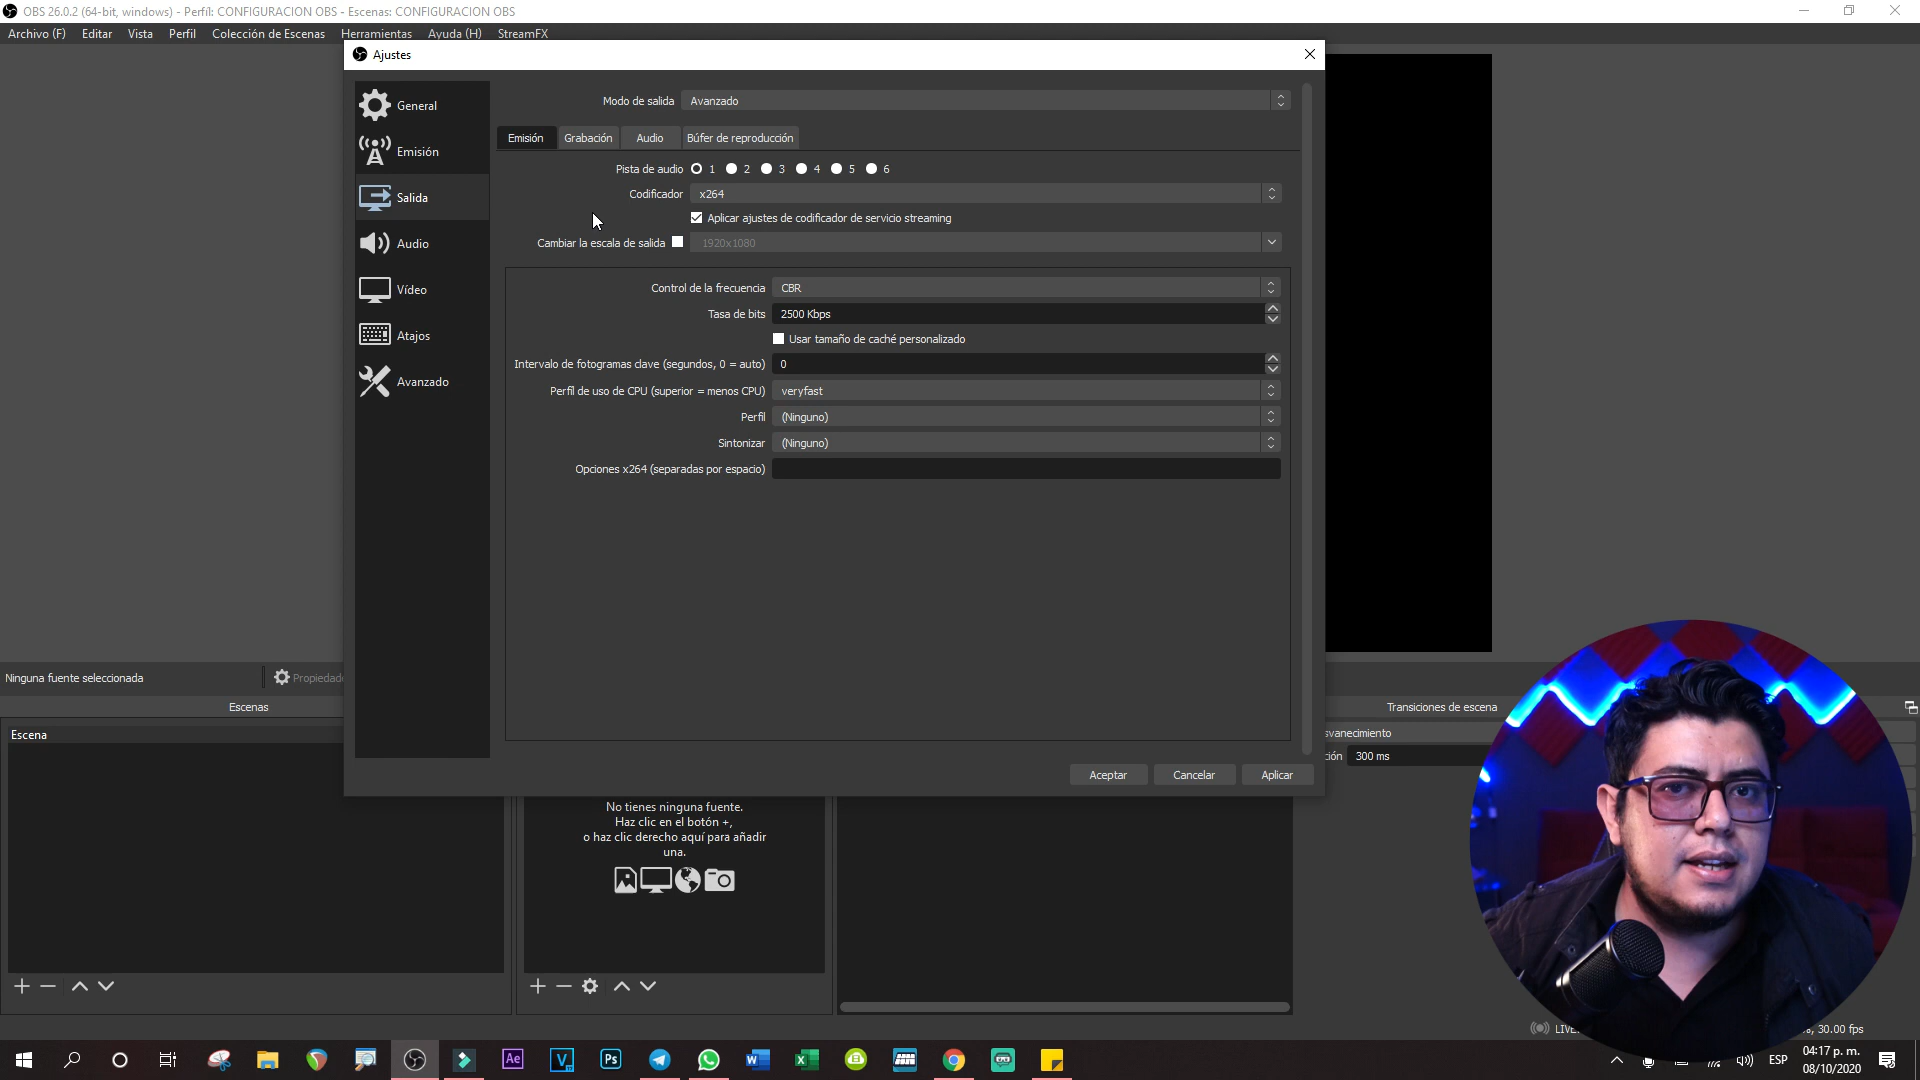 OBS 26.0.2 (64-bit, windows) - Perfíl: CONFIGURACION OBS - Escenas: CONFIGURACION OBS
Archivo (F) Editar Vista Perfil Colección de Escenas Herramientas Ayuda (H) StreamFX
Ajustes
General
Emisión
Salida
Audio
Vídeo
Atajos
Avanzado
Modo de salida Avanzado
Emisión Grabación Audio Búfer de reproducción
Pista de audio 1 2 3 4 5 6
Codificador x264
Aplicar ajustes de codificador de servicio streaming
Cambiar la escala de salida 1920x1080
Control de la frecuencia CBR
Tasa de bits 2500 Kbps
Usar tamaño de caché personalizado
Intervalo de fotogramas clave (segundos, 0 = auto) 0
Perfil de uso de CPU (superior = menos CPU) veryfast
Perfil (Ninguno)
Sintonizar (Ninguno)
Opciones x264 (separadas por espacio)
Aceptar Cancelar Aplicar
Ninguna fuente seleccionada Propiedade
Escenas
Escena
No tienes ninguna fuente.
Haz clic en el botón +,
o haz clic derecho aquí para añadir
una.
Transiciones de escena
svanecimiento
ción 300 ms
LIVE
%, 30.00 fps
Ae V Ps
ESP
04:17 p. m.
08/10/2020